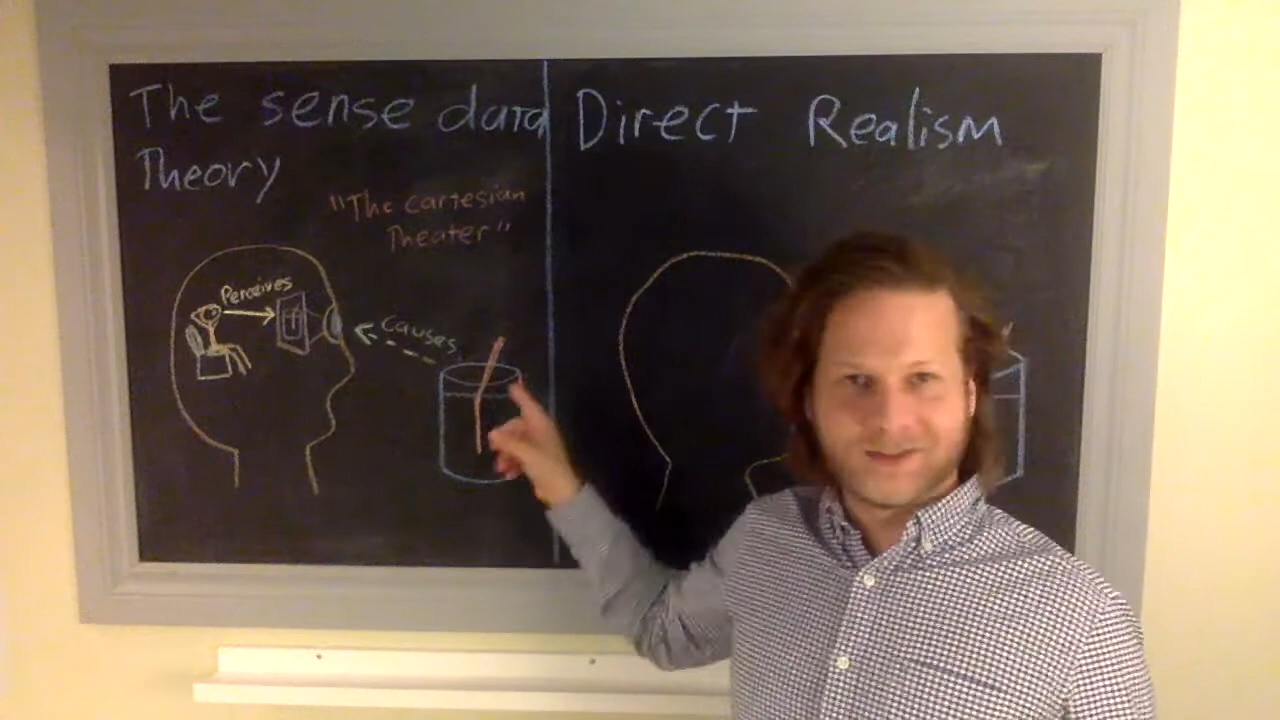 The sense data
Theory
"The cartesian
Theater"
Perceives
causes
Direct Realism